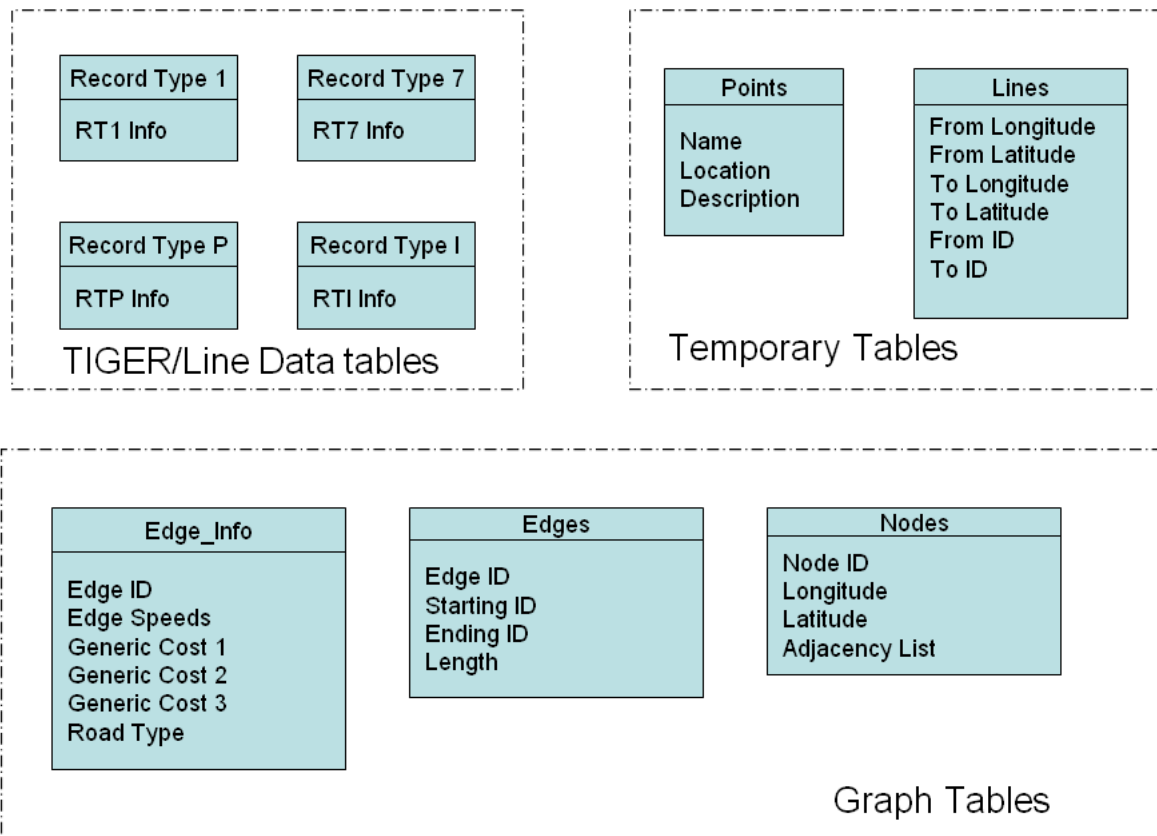 Record Type 1
RT1 Info
Record Type 7
RT7 Info
Record Type P
RTP Info
Record Type I
RTI Info
TIGER/Line Data tables
Points
Name
Location
Description
Lines
From Longitude
From Latitude
To Longitude
To Latitude
From ID
To ID
Temporary Tables
Edge_Info
Edge ID
Edge Speeds
Generic Cost 1
Generic Cost 2
Generic Cost 3
Road Type
Edges
Edge ID
Starting ID
Ending ID
Length
Nodes
Node ID
Longitude
Latitude
Adjacency List
Graph Tables